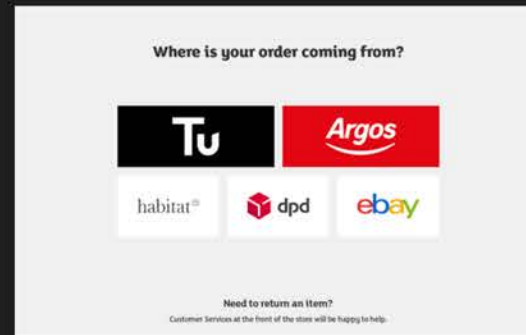 Where is your order coming from?
Tu
Argos
habitat®
dpd
ebay
Need to return an item?
Customer Services at the front of the store will be happy to help.